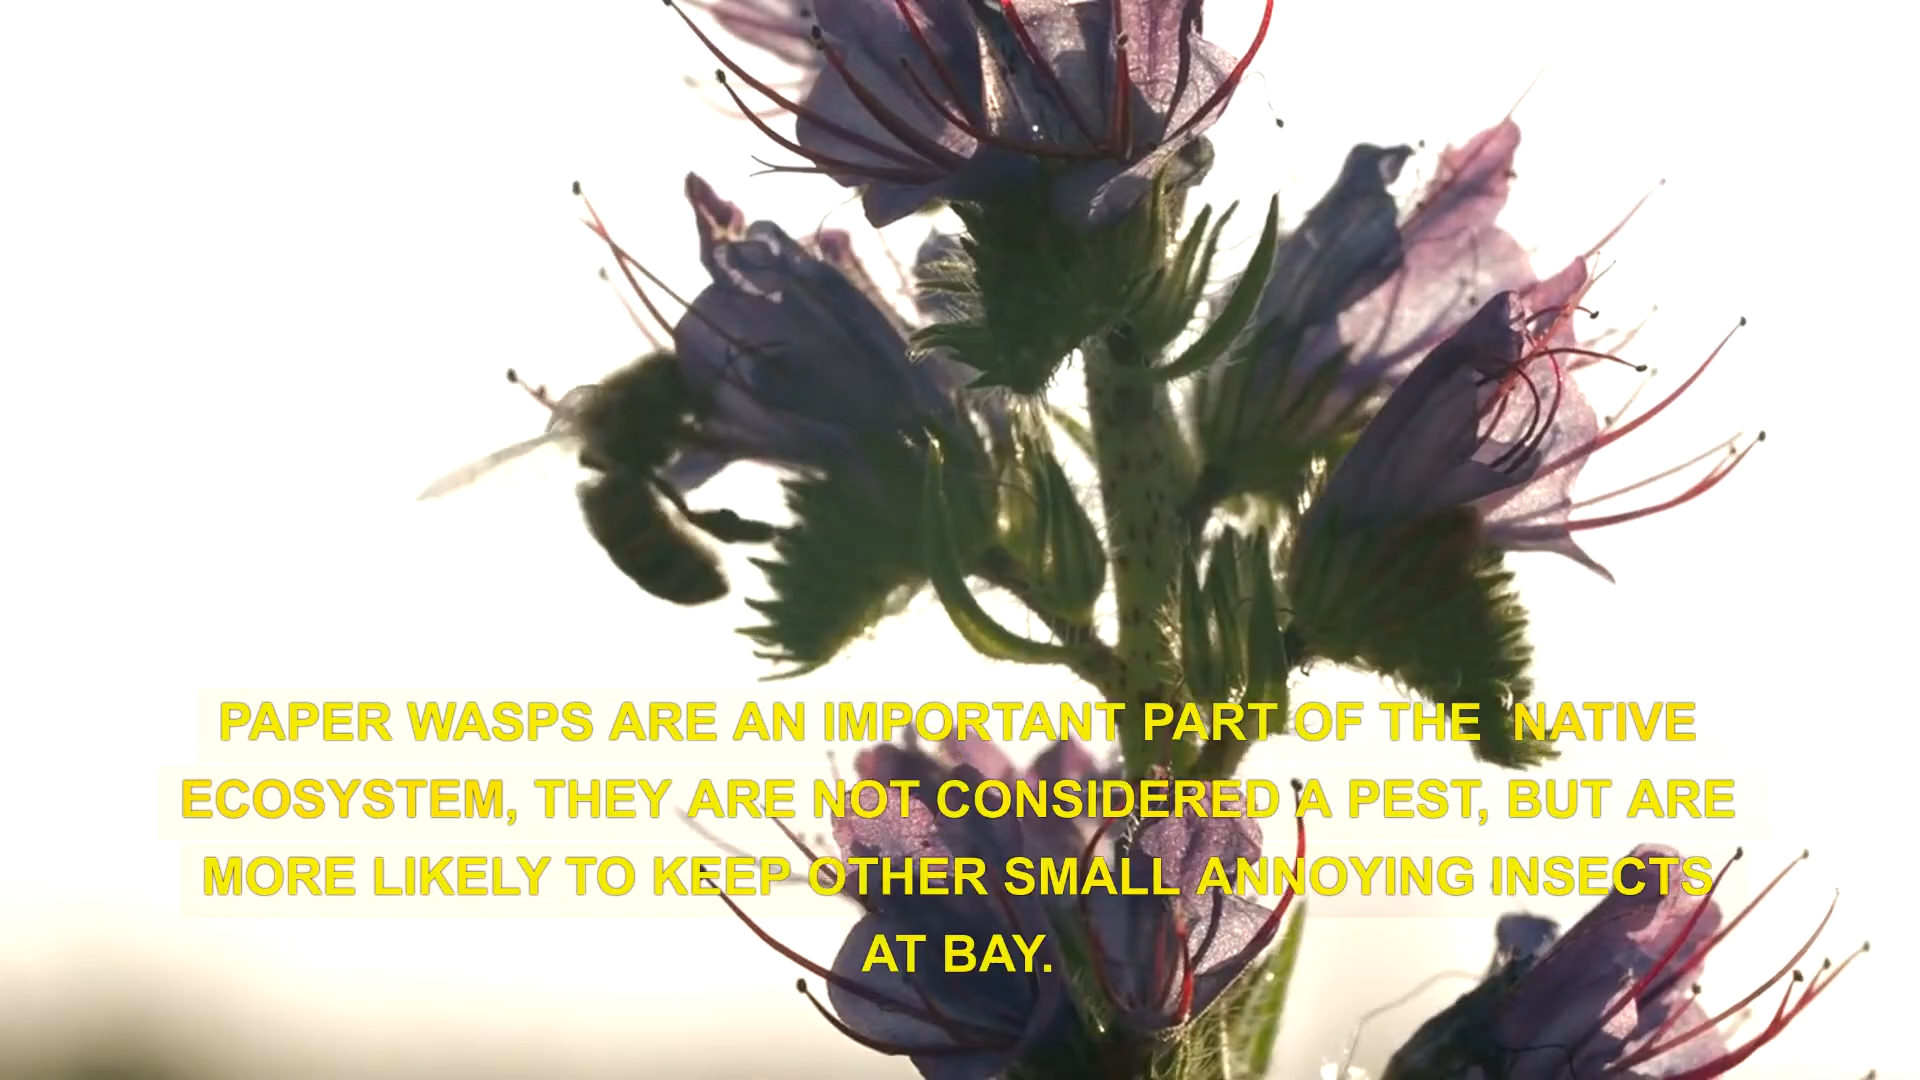 PAPER WASPS ARE AN IMPORTANT PART OF THE NATIVE
ECOSYSTEM, THEY ARE NOT CONSIDERED A PEST, BUT ARE
MORE LIKELY TO KEEP OTHER SMALL ANNOYING INSECTS
AT BAY.